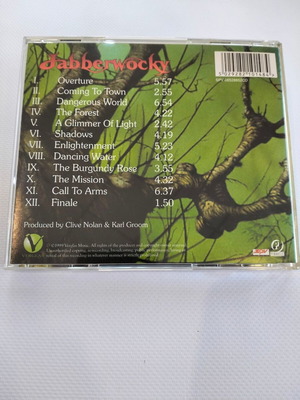 Jabberwocky
I. Overture 5.57
II. Coming To Town 2.55
III. Dangerous World 6.54
IV. The Forest 4.22
V. A Glimmer Of Light 2.42
VI. Shadows 4.19
VII. Enlightenment 5.23
VIII. Dancing Water 4.12
IX. The Burgundy Rose 3.55
X. The Mission 4.31
XI. Call To Arms 6.37
XII. Finale 1.50
Produced by Clive Nolan & Karl Groom
V